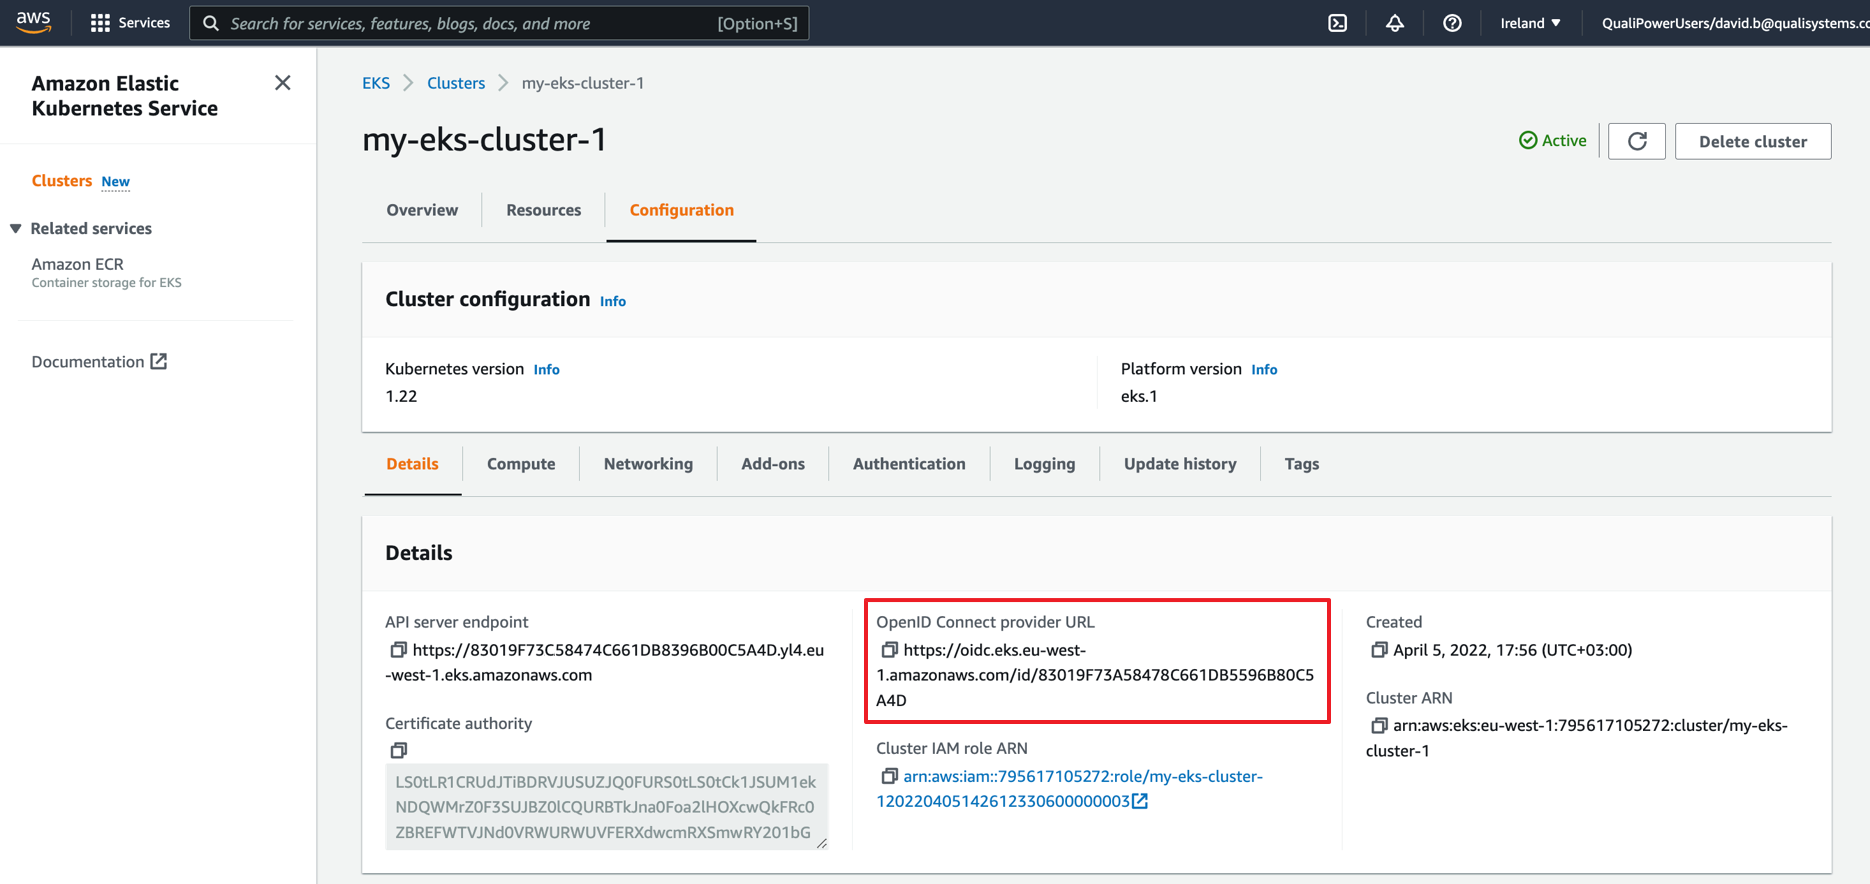 aws
Services
Search for services, features, blogs, docs, and more
[Option+S]
Ireland ▼
QualiPowerUsers/david.b@qualisystems.co
Amazon Elastic
Kubernetes Service
Clusters New
Related services
Amazon ECR
Container storage for EKS
Documentation
EKS > Clusters > my-eks-cluster-1
my-eks-cluster-1
Active
Delete cluster
Overview
Resources
Configuration
Cluster configuration Info
Kubernetes version Info
1.22
Platform version Info
eks.1
Details
Compute
Networking
Add-ons
Authentication
Logging
Update history
Tags
Details
API server endpoint
https://83019F73C58474C661DB8396B00C5A4D.yl4.eu
-west-1.eks.amazonaws.com
Certificate authority
LS0tLR1CRUdJTiBDRVJUSUZJQ0FURS0tLS0tCk1JSUM1ek
NDQWMrZ0F3SUJBZ0lCQURBTkJna0Foa2lHOXcwQkFRc0
ZBREFWTVJNd0VRWURWUVFERXdwcmRXSmwRY201bG
OpenID Connect provider URL
https://oidc.eks.eu-west-
1.amazonaws.com/id/83019F73A58478C661DB5596B80C5
A4D
Cluster IAM role ARN
arn:aws:iam::795617105272:role/my-eks-cluster-
120220405142612330600000003
Created
April 5, 2022, 17:56 (UTC+03:00)
Cluster ARN
arn:aws:eks:eu-west-1:795617105272:cluster/my-eks-
cluster-1